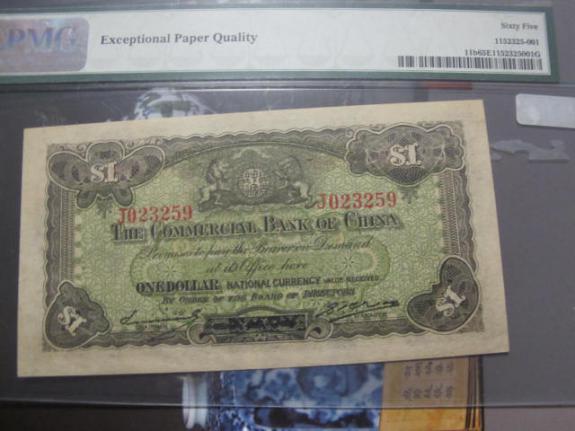 PMG
Exceptional Paper Quality
Sixty Five
1152325-001
11b65E1152325001G
$1 $1
J023259 J023259
THE COMMERCIAL BANK OF CHINA
Promises to pay the Bearer on Demand
at its Office here
ONE DOLLAR NATIONAL CURRENCY VALUE RECEIVED
BY ORDER OF THE BOARD OF DIRECTORS
$1 $1